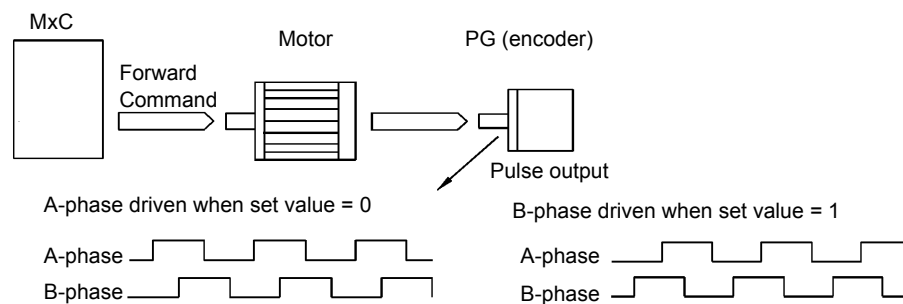 MxC
Motor
PG (encoder)
Forward
Command
Pulse output
A-phase driven when set value = 0
B-phase driven when set value = 1
A-phase
B-phase
A-phase
B-phase